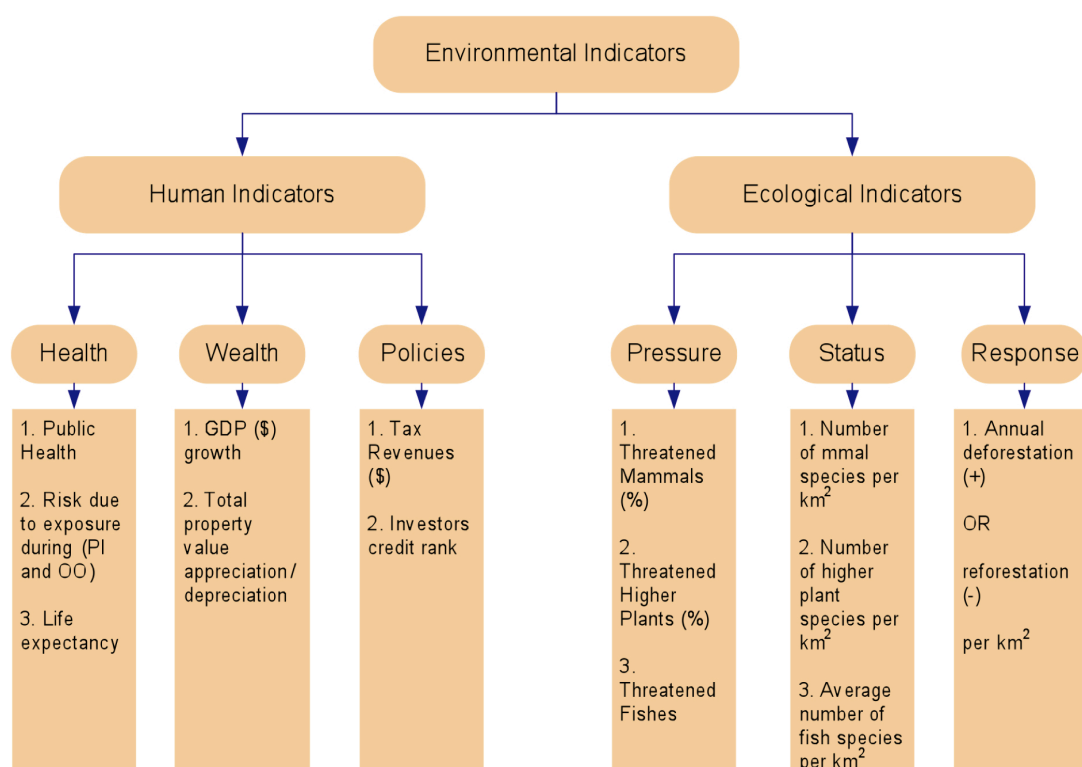 Environmental Indicators
Human Indicators
Ecological Indicators
Health
Wealth
Policies
Pressure
Status
Response
1. Public
Health
2. Risk due
to exposure
during (PI
and OO)
3. Life
expectancy
1. GDP ($)
growth
2. Total
property
value
appreciation/
depreciation
1. Tax
Revenues
($)
2. Investors
credit rank
1.
Threatened
Mammals
(%)
2.
Threatened
Higher
Plants (%)
3.
Threatened
Fishes
1. Number
of mmal
species per
km²
2. Number
of higher
plant
species per
km²
3. Average
number of
fish species
per km²
1. Annual
deforestation
(+)
OR
reforestation
(-)
per km²